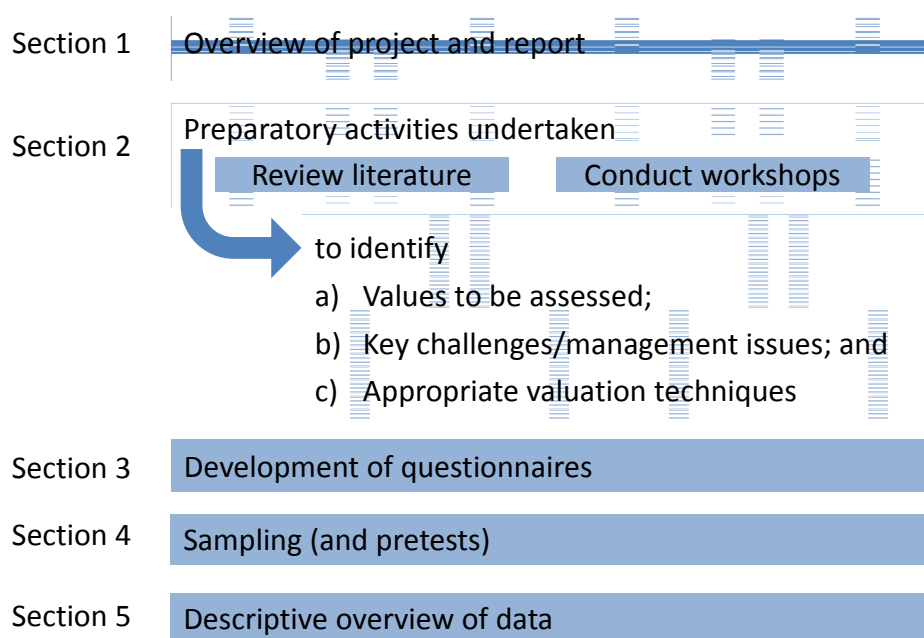 Section 1 Overview of project and report
Section 2 Preparatory activities undertaken
Review literature Conduct workshops
to identify
a) Values to be assessed;
b) Key challenges/management issues; and
c) Appropriate valuation techniques
Section 3 Development of questionnaires
Section 4 Sampling (and pretests)
Section 5 Descriptive overview of data